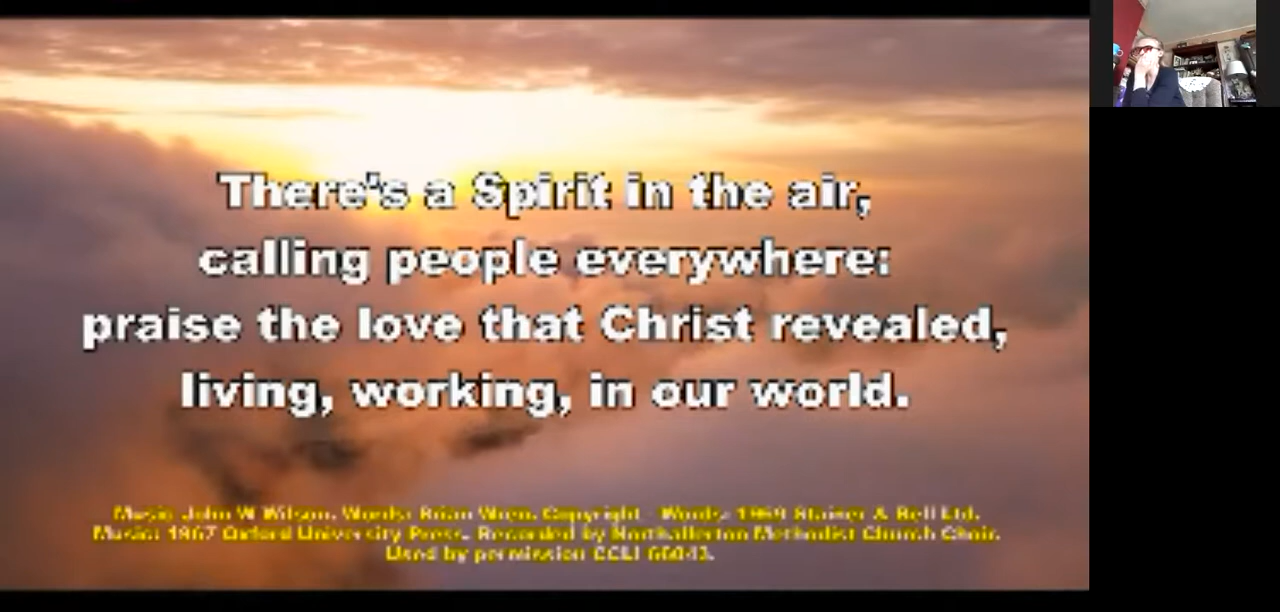 There's a Spirit in the air,
calling people everywhere:
praise the love that Christ revealed,
living, working, in our world.
Music: John W Wilson. Words: Brian Wren. Copyright - Words: 1969 Stainer & Bell Ltd.
Music: 1967 Oxford University Press. Recorded by Northallerton Methodist Church Choir.
Used by permission CCLI